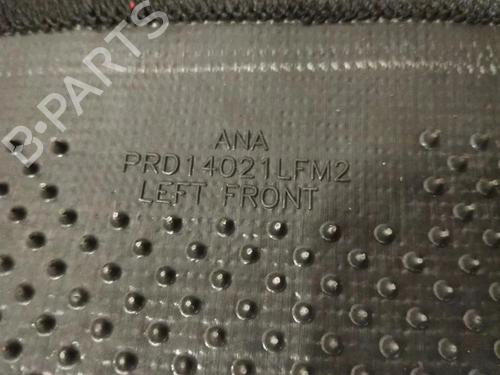 B-PARTS
ANA
PRD14021LFM2
LEFT FRONT